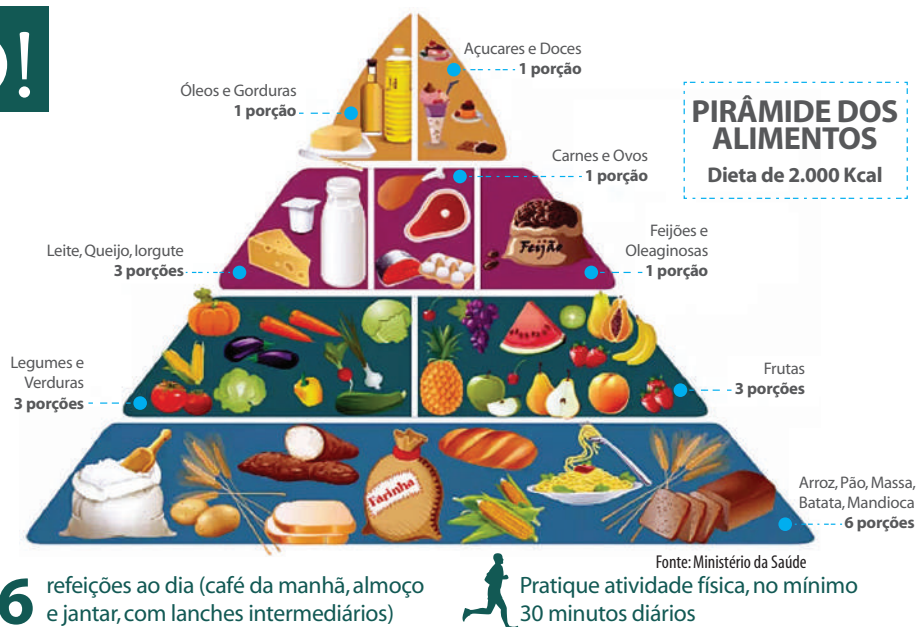 O!
Açucares e Doces
1 porção
Óleos e Gorduras
1 porção
PIRÂMIDE DOS
ALIMENTOS
Dieta de 2.000 Kcal
Carnes e Ovos
1 porção
Feijões e
Oleaginosas
1 porção
Feijão
Leite, Queijo, Iorgute
3 porções
Legumes e
Verduras
3 porções
Frutas
3 porções
Farinha
Arroz, Pão, Massa,
Batata, Mandioca
6 porções
Fonte: Ministério da Saúde
6 refeições ao dia (café da manhã, almoço
e jantar, com lanches intermediários)
Pratique atividade física, no mínimo
30 minutos diários